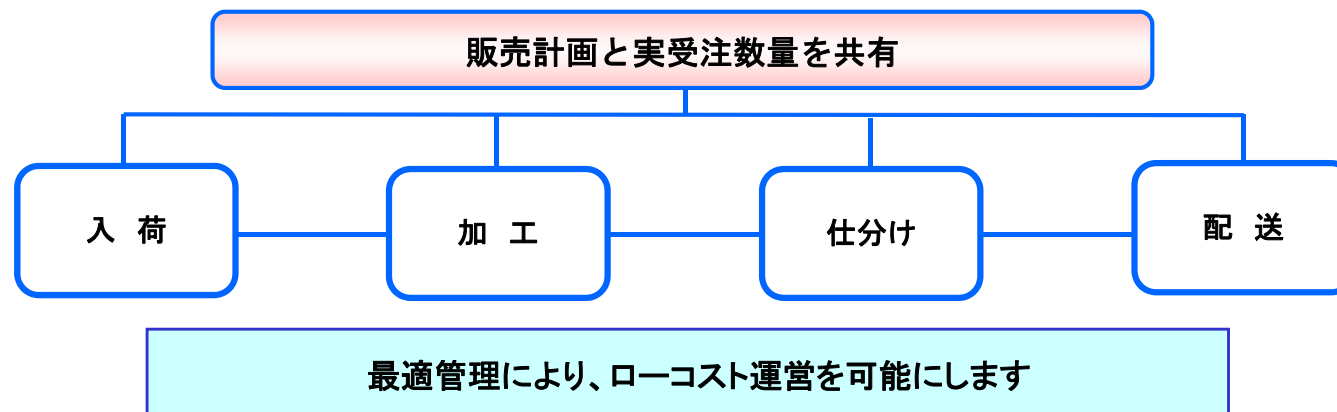 販売計画と実受注数量を共有
入　荷
加　工
仕分け
配　送
最適管理により、ローコスト運営を可能にします